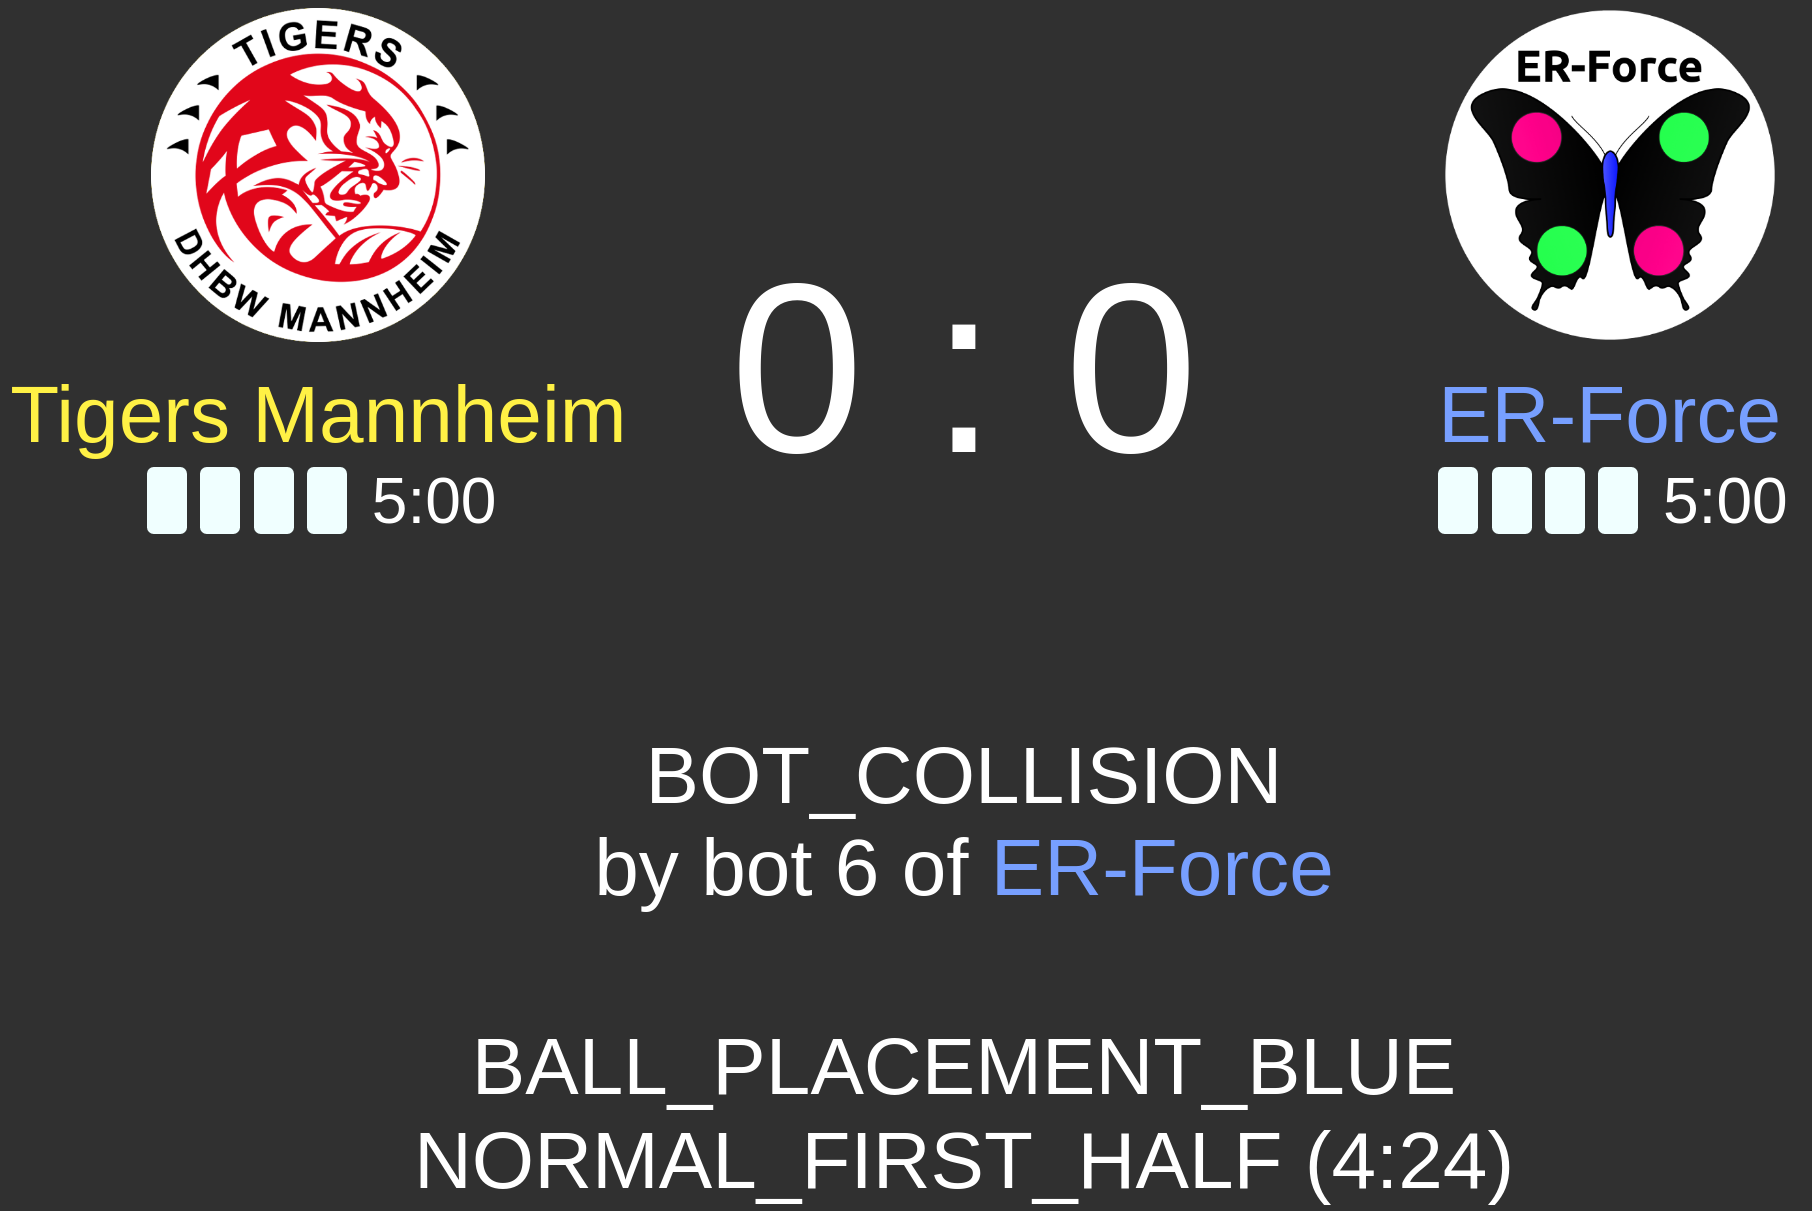 TIGERS
DHBW MANNHEIM
ER-Force
0 : 0
Tigers Mannheim
ER-Force
5:00
5:00
BOT_COLLISION
by bot 6 of ER-Force
BALL_PLACEMENT_BLUE
NORMAL_FIRST_HALF (4:24)